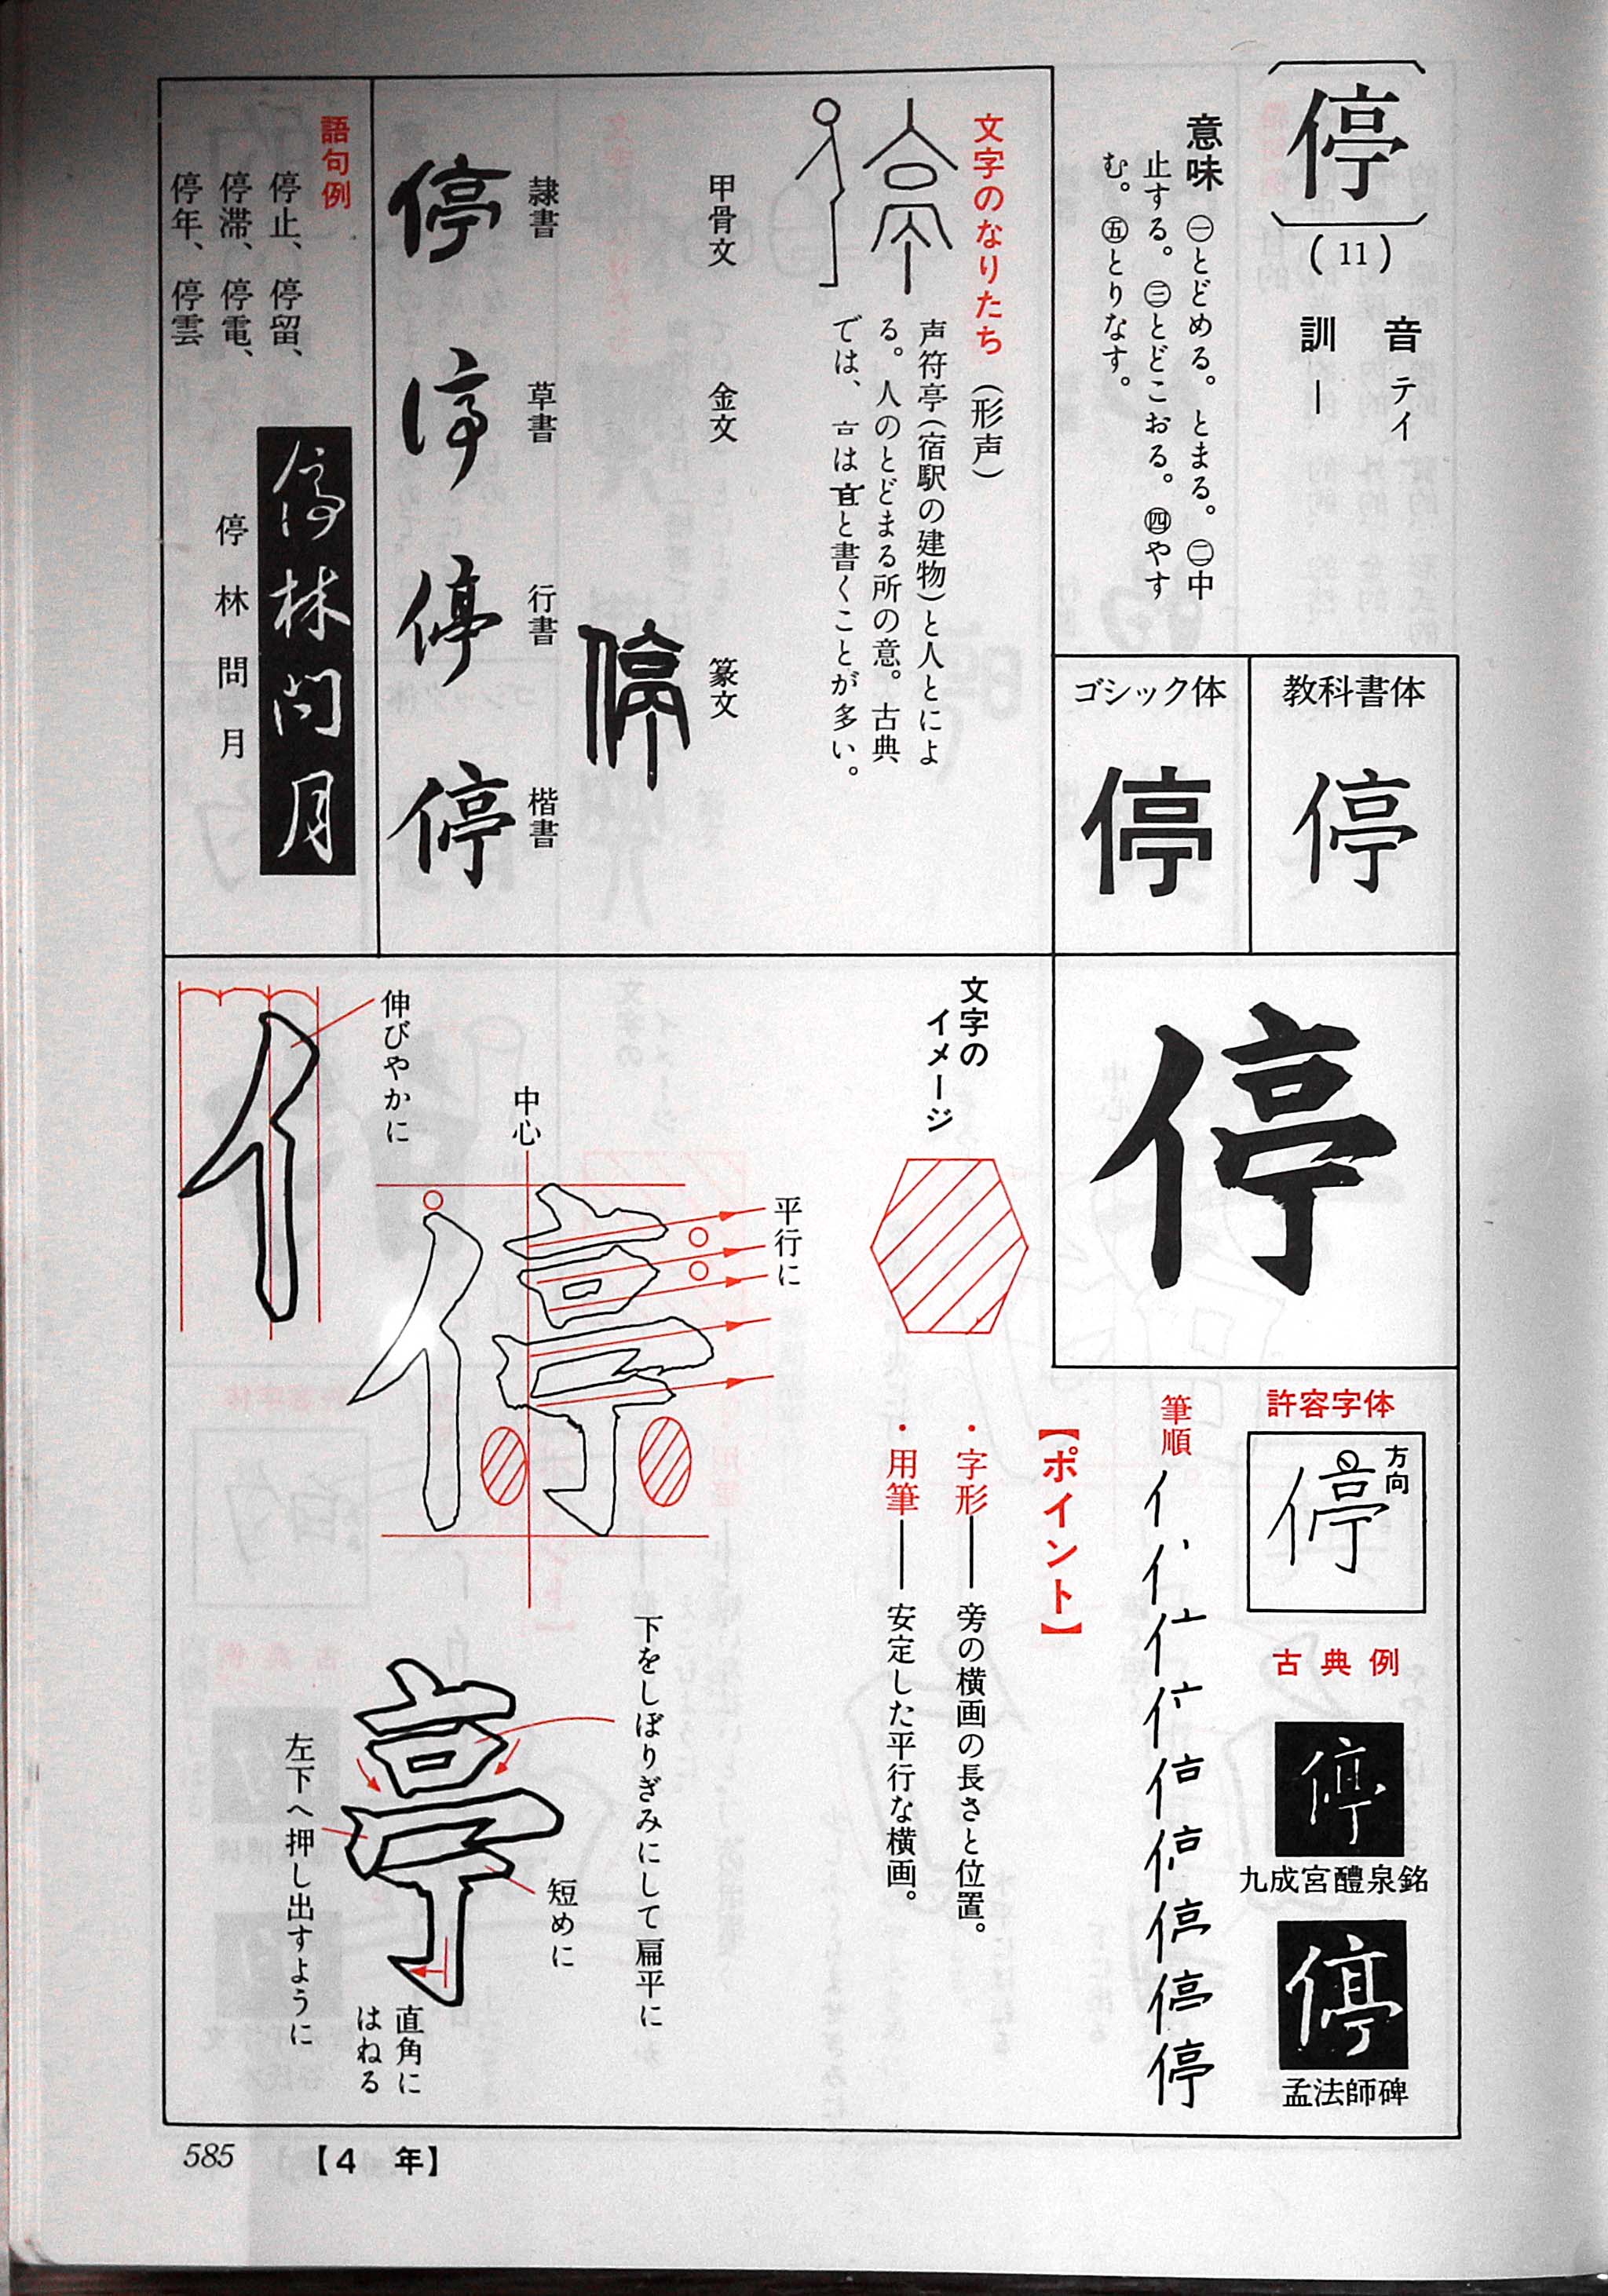 停
(11)
音 テイ
訓 ―
意味 ㊀とどめる。とまる。㊁中
止する。㊂とどこおる。㊃やす
む。㊄とりなす。
教科書体
停
ゴシック体
停
文字のなりたち（形声）
声符亭（宿駅の建物）と人とによ
る。人のとどまる所の意。古典
では、
は
と書くことが多い。
甲骨文
金文
篆文
停
隷書
停
草書
停
行書
停
楷書
停
語句例
停止、停留、
停滞、停電、
停年、停雲
停林問月
停林問月
停
許容字体
方向
停
古典例
停
九成宮醴泉銘
停
孟法師碑
筆順
停
【ポイント】
・字形――旁の横画の長さと位置。
・用筆――安定した平行な横画。
文字の
イメージ
平行に
中心
停
伸びやかに
下をしぼりぎみにして扁平に
亭
短めに
直角に
はねる
左下へ押し出すように
585
【4 年】